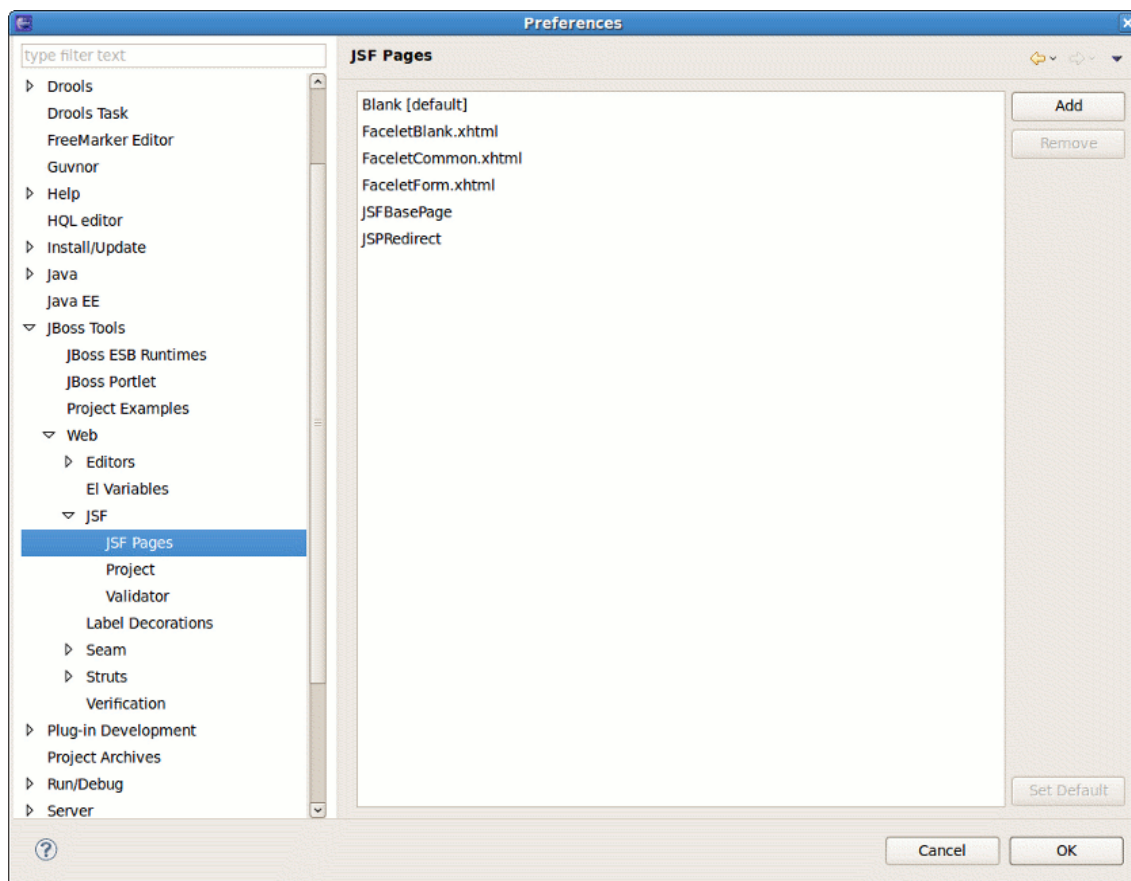 Preferences
type filter text
Drools
Drools Task
FreeMarker Editor
Guvnor
Help
HQL editor
Install/Update
Java
Java EE
JBoss Tools
JBoss ESB Runtimes
JBoss Portlet
Project Examples
Web
Editors
El Variables
JSF
JSF Pages
Project
Validator
Label Decorations
Seam
Struts
Verification
Plug-in Development
Project Archives
Run/Debug
Server
JSF Pages
Blank [default]
FaceletBlank.xhtml
FaceletCommon.xhtml
FaceletForm.xhtml
JSFBasePage
JSPRedirect
Add
Remove
Set Default
Cancel
OK